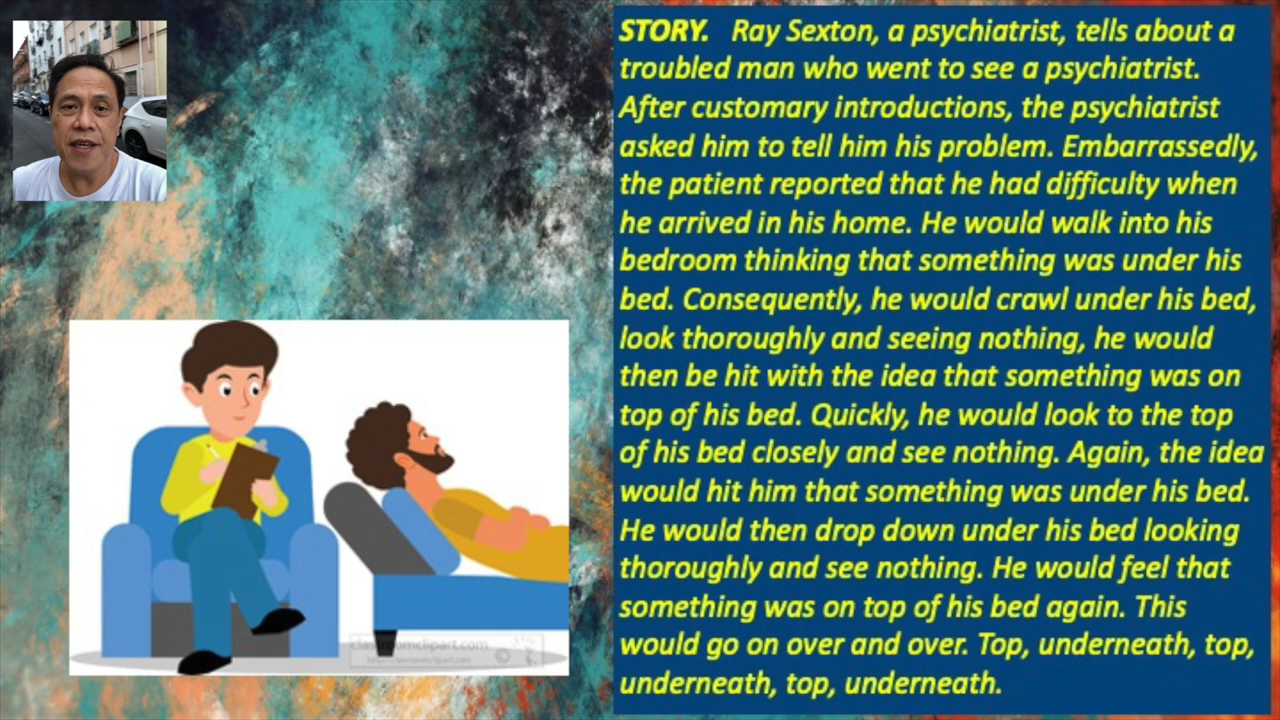 STORY. Ray Sexton, a psychiatrist, tells about a
troubled man who went to see a psychiatrist.
After customary introductions, the psychiatrist
asked him to tell him his problem. Embarrassedly,
the patient reported that he had difficulty when
he arrived in his home. He would walk into his
bedroom thinking that something was under his
bed. Consequently, he would crawl under his bed,
look thoroughly and seeing nothing, he would
then be hit with the idea that something was on
top of his bed. Quickly, he would look to the top
of his bed closely and see nothing. Again, the idea
would hit him that something was under his bed.
He would then drop down under his bed looking
thoroughly and see nothing. He would feel that
something was on top of his bed again. This
would go on over and over. Top, underneath, top,
underneath, top, underneath.
classroomclipart.com